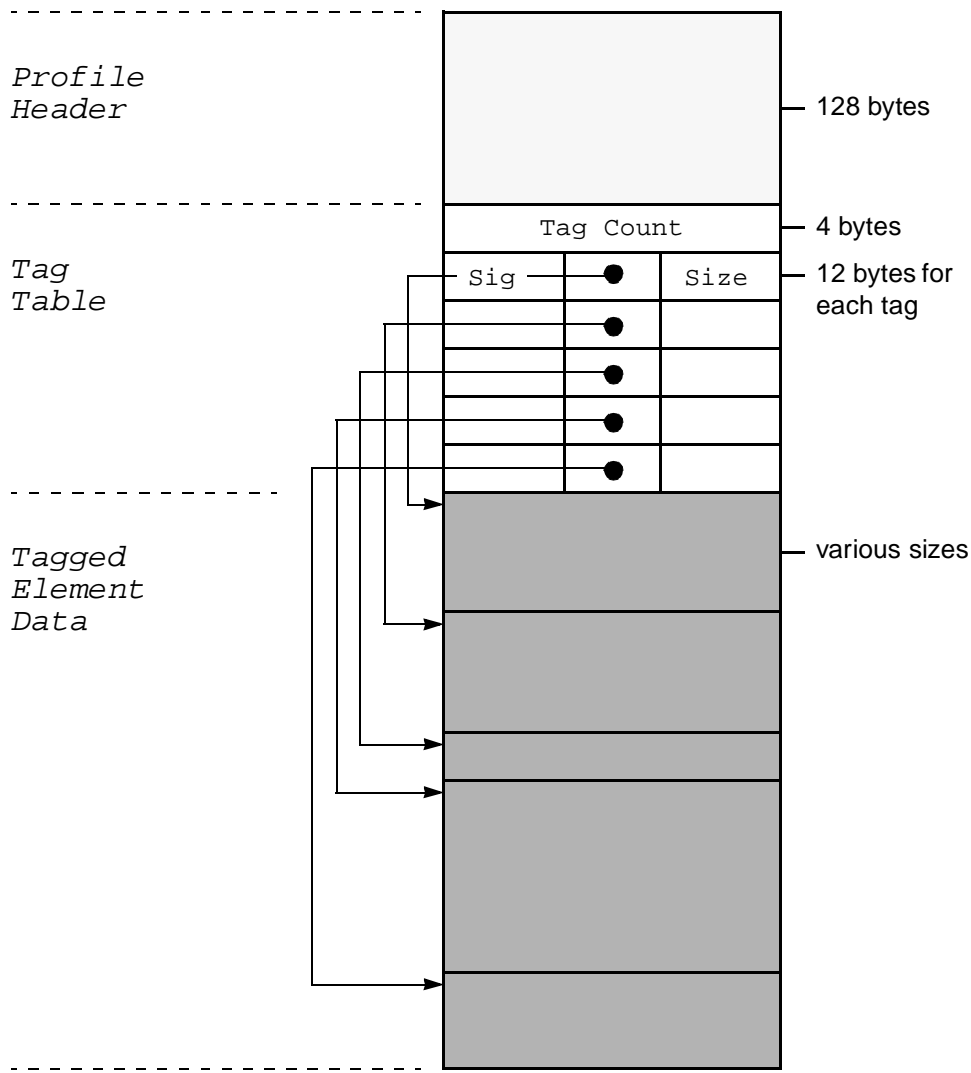 Profile
Header
128 bytes
Tag Count
4 bytes
Tag
Table
Sig
Size
12 bytes for
each tag
Tagged
Element
Data
various sizes